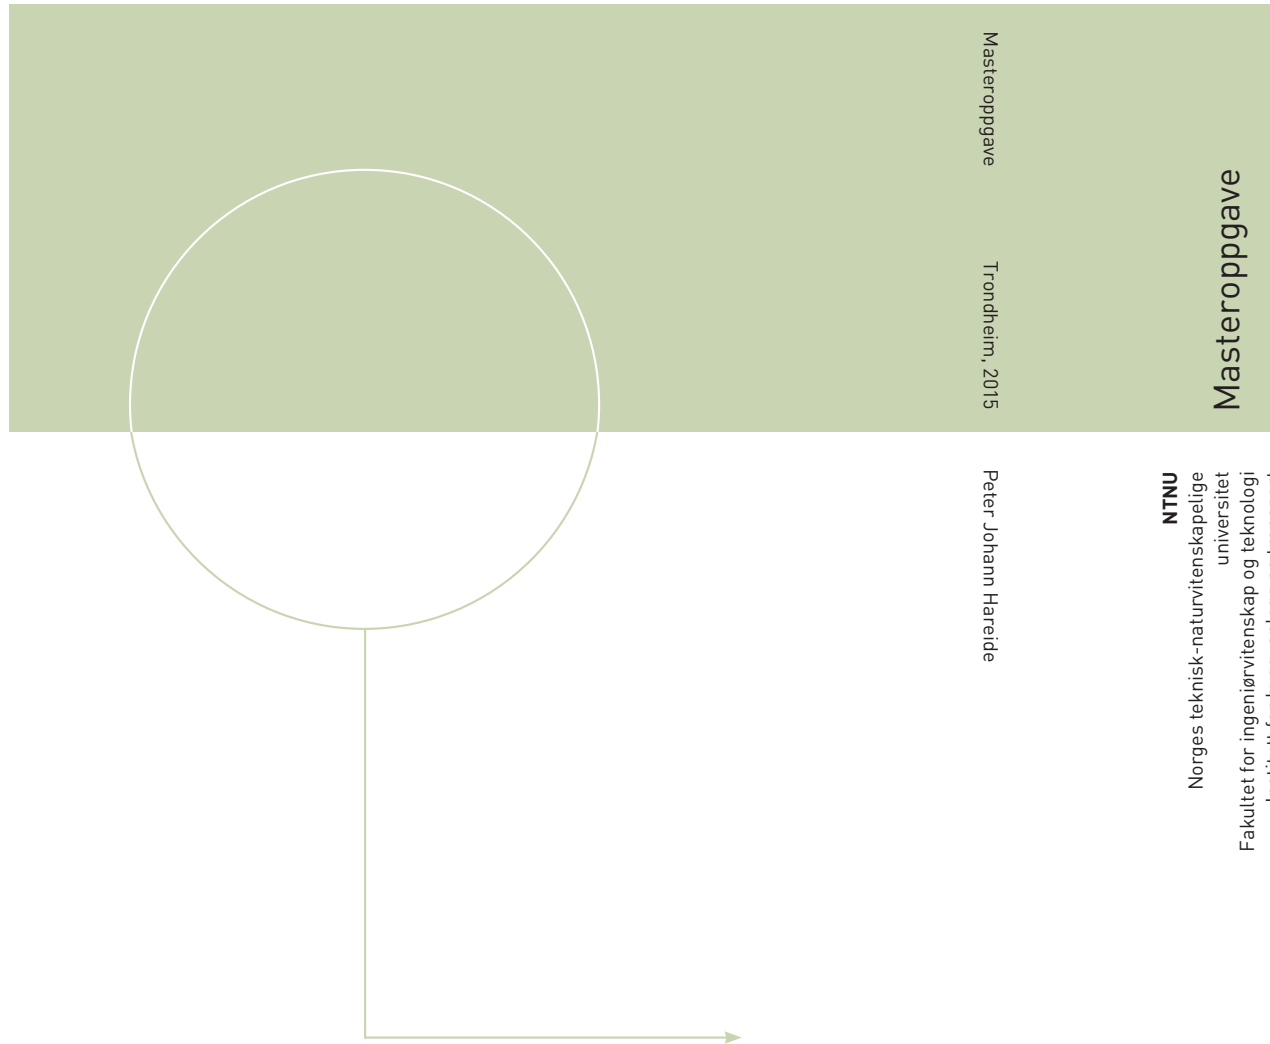 Masteroppgave
Trondheim, 2015
Peter Johann Hareide
Masteroppgave
NTNU
Norges teknisk-naturvitenskapelige
universitet
Fakultet for ingeniørvitenskap og teknologi